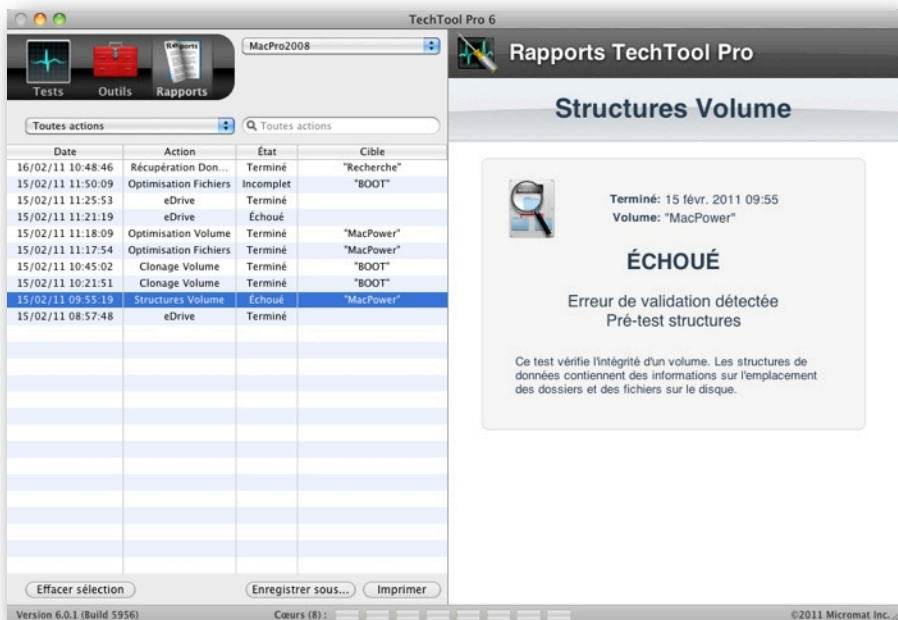 TechTool Pro 6
Tests
Outils
Rapports
MacPro2008
Toutes actions
Toutes actions
Date Action État Cible
16/02/11 10:48:46 Récupération Don... Terminé "Recherche"
15/02/11 11:50:09 Optimisation Fichiers Incomplet "BOOT"
15/02/11 11:25:53 eDrive Terminé
15/02/11 11:21:19 eDrive Échoué
15/02/11 11:18:09 Optimisation Volume Terminé "MacPower"
15/02/11 11:17:54 Optimisation Fichiers Terminé "MacPower"
15/02/11 10:45:02 Clonage Volume Terminé "BOOT"
15/02/11 10:21:51 Clonage Volume Terminé "BOOT"
15/02/11 09:55:19 Structures Volume Échoué "MacPower"
15/02/11 08:57:48 eDrive Terminé
Effacer sélection
Enregistrer sous...
Imprimer
Rapports TechTool Pro
Structures Volume
Terminé: 15 févr. 2011 09:55
Volume: "MacPower"
ÉCHOUÉ
Erreur de validation détectée
Pré-test structures
Ce test vérifie l'intégrité d'un volume. Les structures de
données contiennent des informations sur l'emplacement
des dossiers et des fichiers sur le disque.
Version 6.0.1 (Build 5956)
Cœurs (8) :
©2011 Micromat Inc.